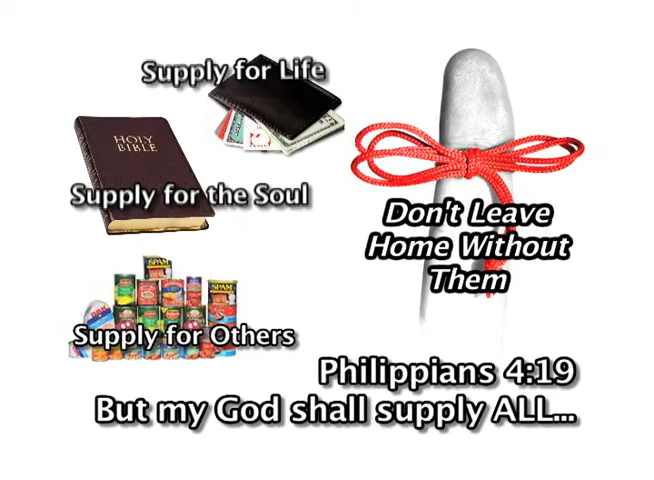 Supply for Life
HOLY
BIBLE
Supply for the Soul
Don't Leave
Home Without
Them
SPAM
SPAM
Supply for Others
Philippians 4:19
But my God shall supply ALL...